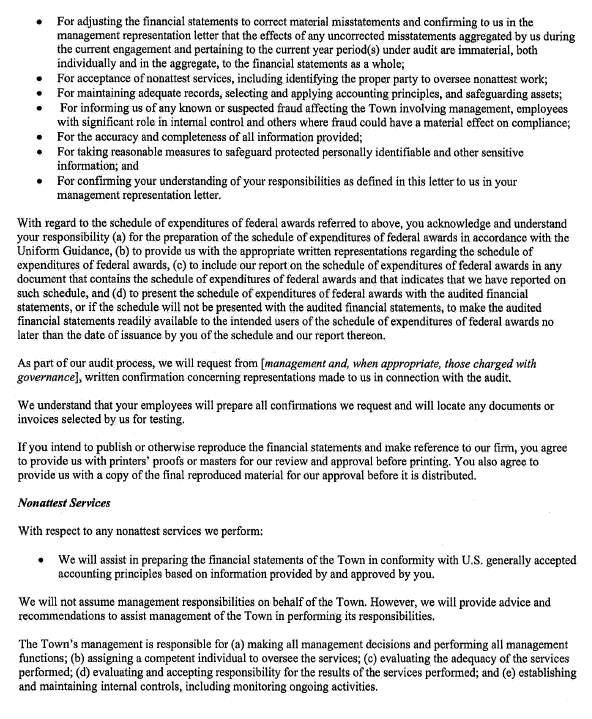 • For adjusting the financial statements to correct material misstatements and confirming to us in the
management representation letter that the effects of any uncorrected misstatements aggregated by us during
the current engagement and pertaining to the current year period(s) under audit are immaterial, both
individually and in the aggregate, to the financial statements as a whole;
• For acceptance of nonattest services, including identifying the proper party to oversee nonattest work;
• For maintaining adequate records, selecting and applying accounting principles, and safeguarding assets;
• For informing us of any known or suspected fraud affecting the Town involving management, employees
with significant role in internal control and others where fraud could have a material effect on compliance;
• For the accuracy and completeness of all information provided;
• For taking reasonable measures to safeguard protected personally identifiable and other sensitive
information; and
• For confirming your understanding of your responsibilities as defined in this letter to us in your
management representation letter.
With regard to the schedule of expenditures of federal awards referred to above, you acknowledge and understand
your responsibility (a) for the preparation of the schedule of expenditures of federal awards in accordance with the
Uniform Guidance, (b) to provide us with the appropriate written representations regarding the schedule of
expenditures of federal awards, (c) to include our report on the schedule of expenditures of federal awards in any
document that contains the schedule of expenditures of federal awards and that indicates that we have reported on
such schedule, and (d) to present the schedule of expenditures of federal awards with the audited financial
statements, or if the schedule will not be presented with the audited financial statements, to make the audited
financial statements readily available to the intended users of the schedule of expenditures of federal awards no
later than the date of issuance by you of the schedule and our report thereon.
As part of our audit process, we will request from [management and, when appropriate, those charged with
governance], written confirmation concerning representations made to us in connection with the audit.
We understand that your employees will prepare all confirmations we request and will locate any documents or
invoices selected by us for testing.
If you intend to publish or otherwise reproduce the financial statements and make reference to our firm, you agree
to provide us with printers' proofs or masters for our review and approval before printing. You also agree to
provide us with a copy of the final reproduced material for our approval before it is distributed.
Nonattest Services
With respect to any nonattest services we perform:
• We will assist in preparing the financial statements of the Town in conformity with U.S. generally accepted
accounting principles based on information provided by and approved by you.
We will not assume management responsibilities on behalf of the Town. However, we will provide advice and
recommendations to assist management of the Town in performing its responsibilities.
The Town's management is responsible for (a) making all management decisions and performing all management
functions; (b) assigning a competent individual to oversee the services; (c) evaluating the adequacy of the services
performed; (d) evaluating and accepting responsibility for the results of the services performed; and (e) establishing
and maintaining internal controls, including monitoring ongoing activities.